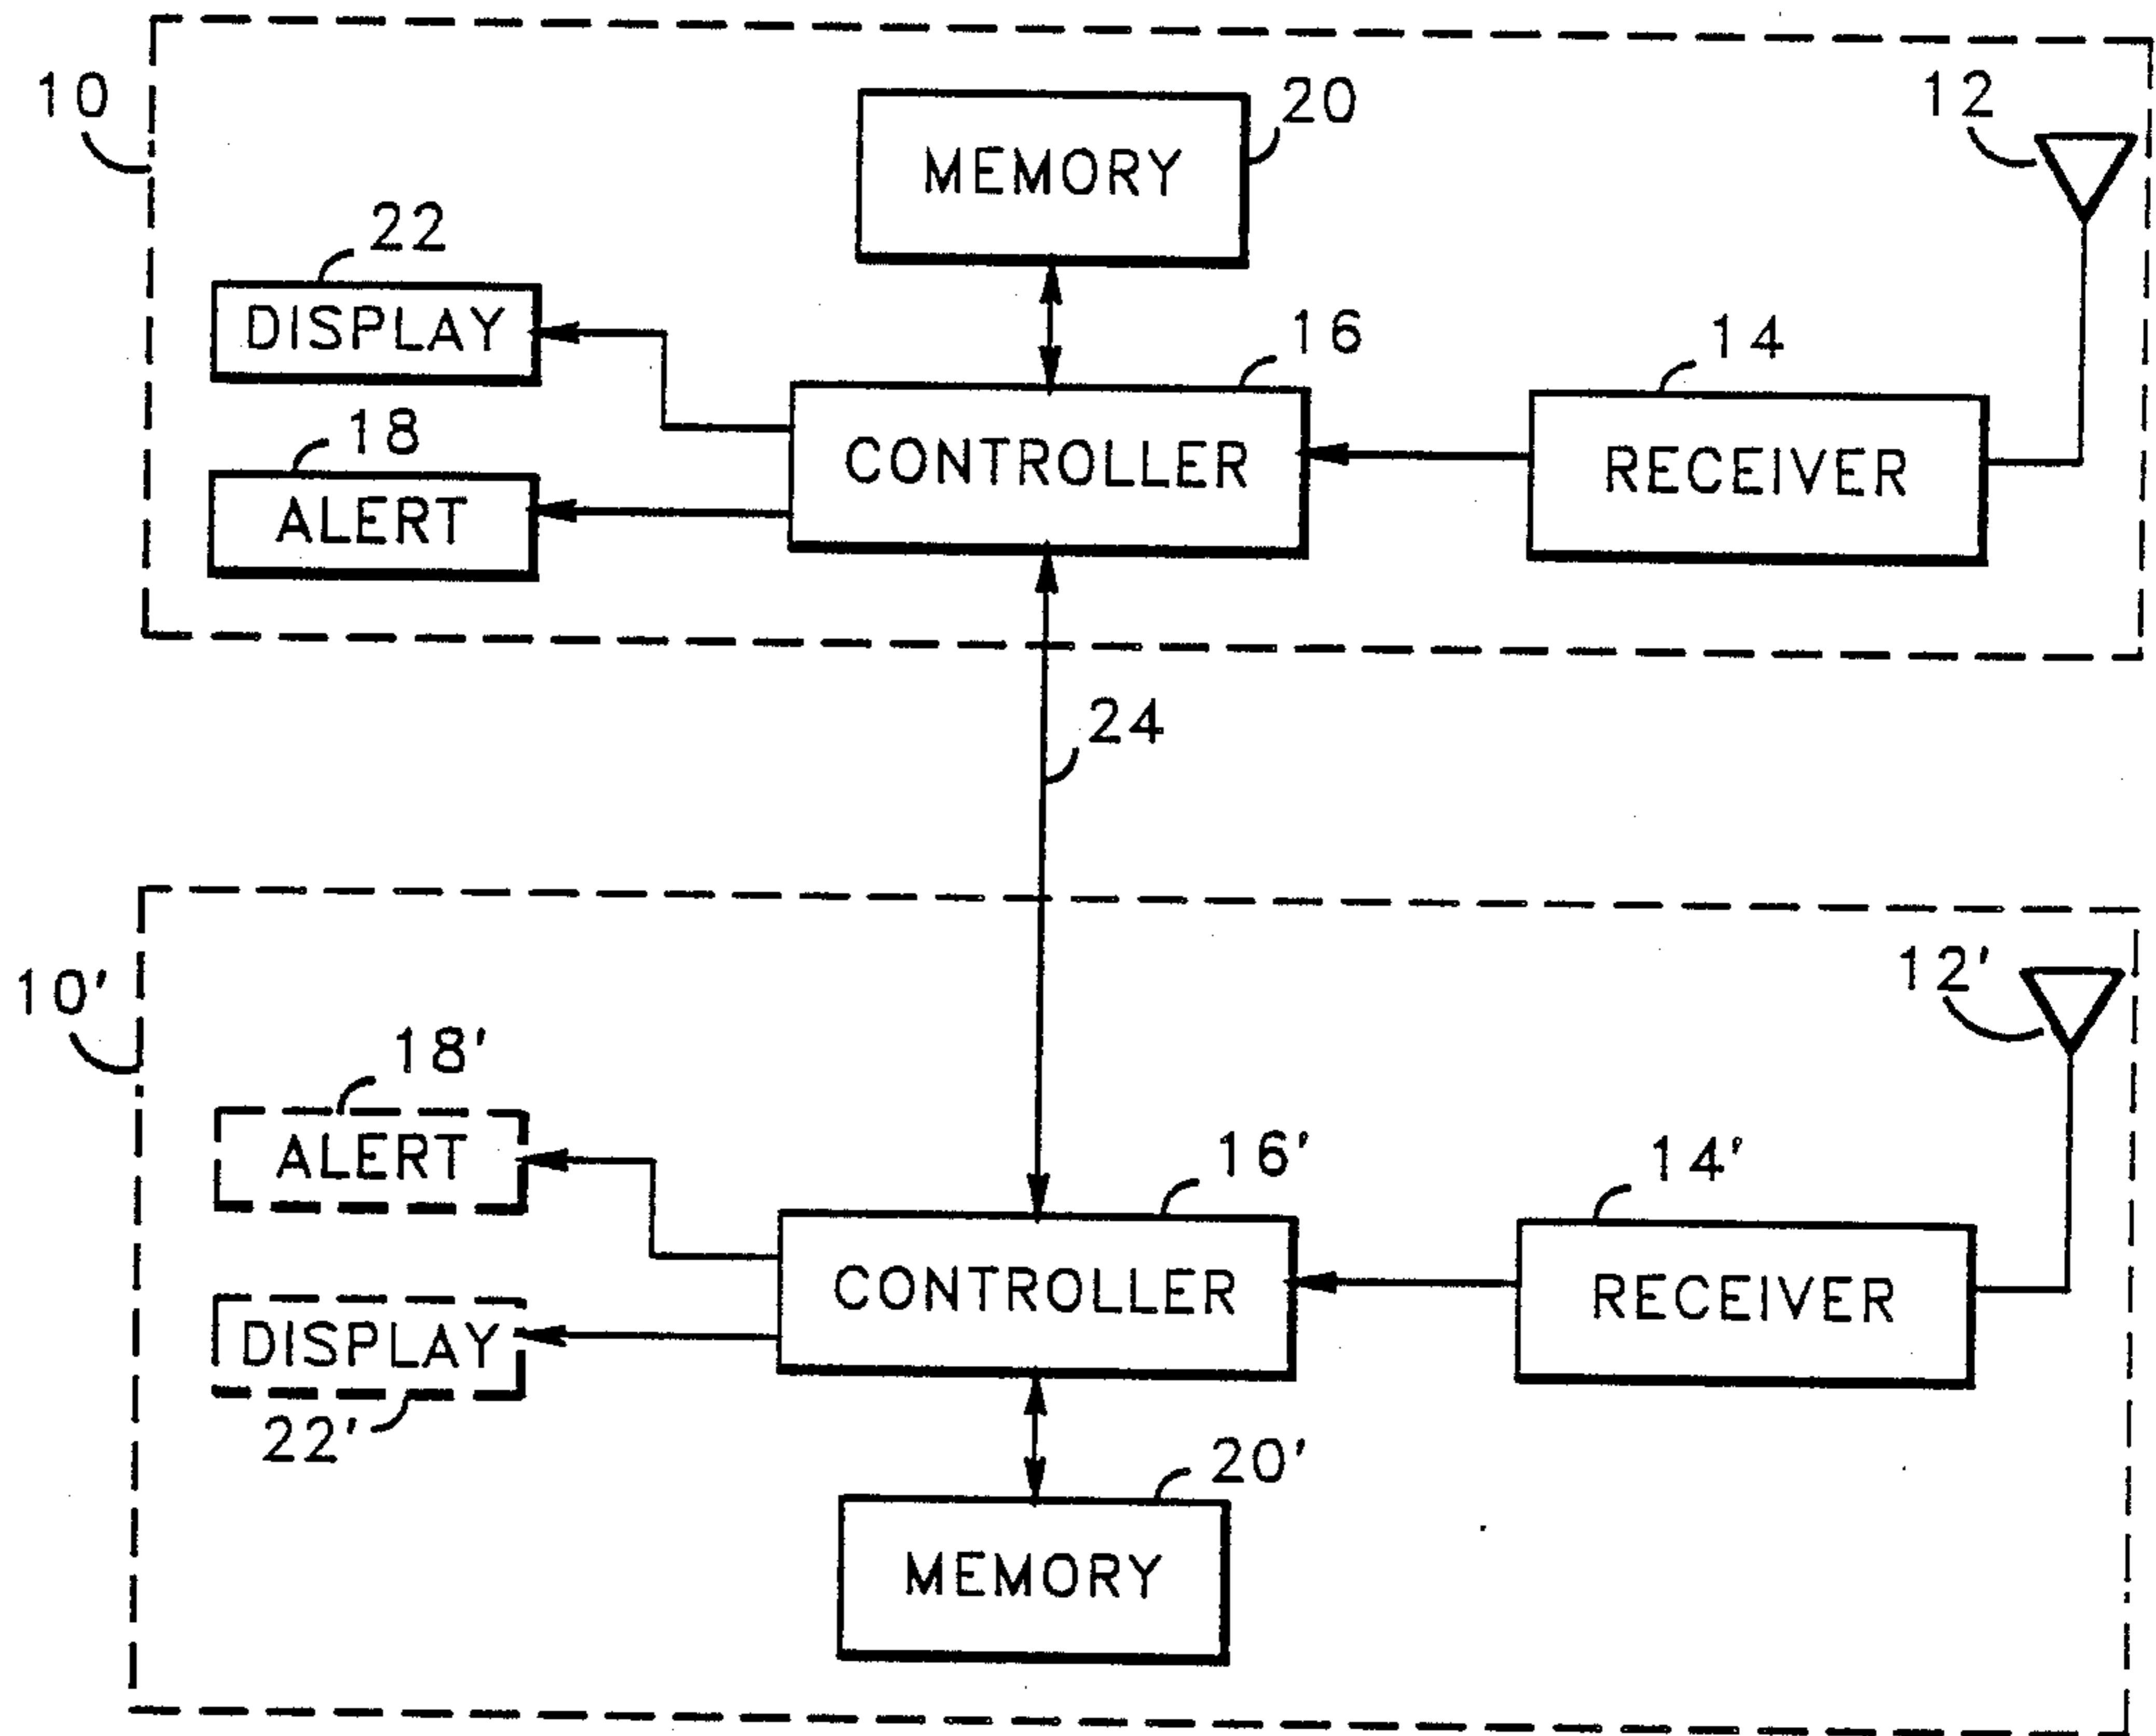 10
MEMORY
20
12
22
DISPLAY
16
14
18
CONTROLLER
RECEIVER
ALERT
24
10'
12'
18'
ALERT
16'
14'
CONTROLLER
RECEIVER
DISPLAY
22'
20'
MEMORY